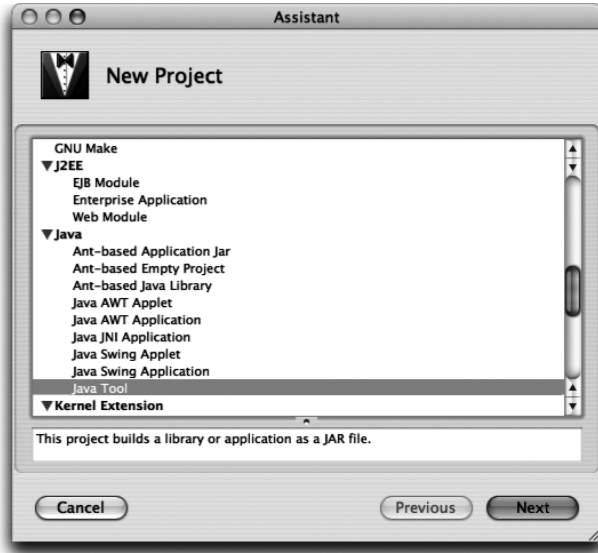 Assistant
New Project
GNU Make
J2EE
EJB Module
Enterprise Application
Web Module
Java
Ant-based Application Jar
Ant-based Empty Project
Ant-based Java Library
Java AWT Applet
Java AWT Application
Java JNI Application
Java Swing Applet
Java Swing Application
Java Tool
Kernel Extension
This project builds a library or application as a JAR file.
Cancel Previous Next